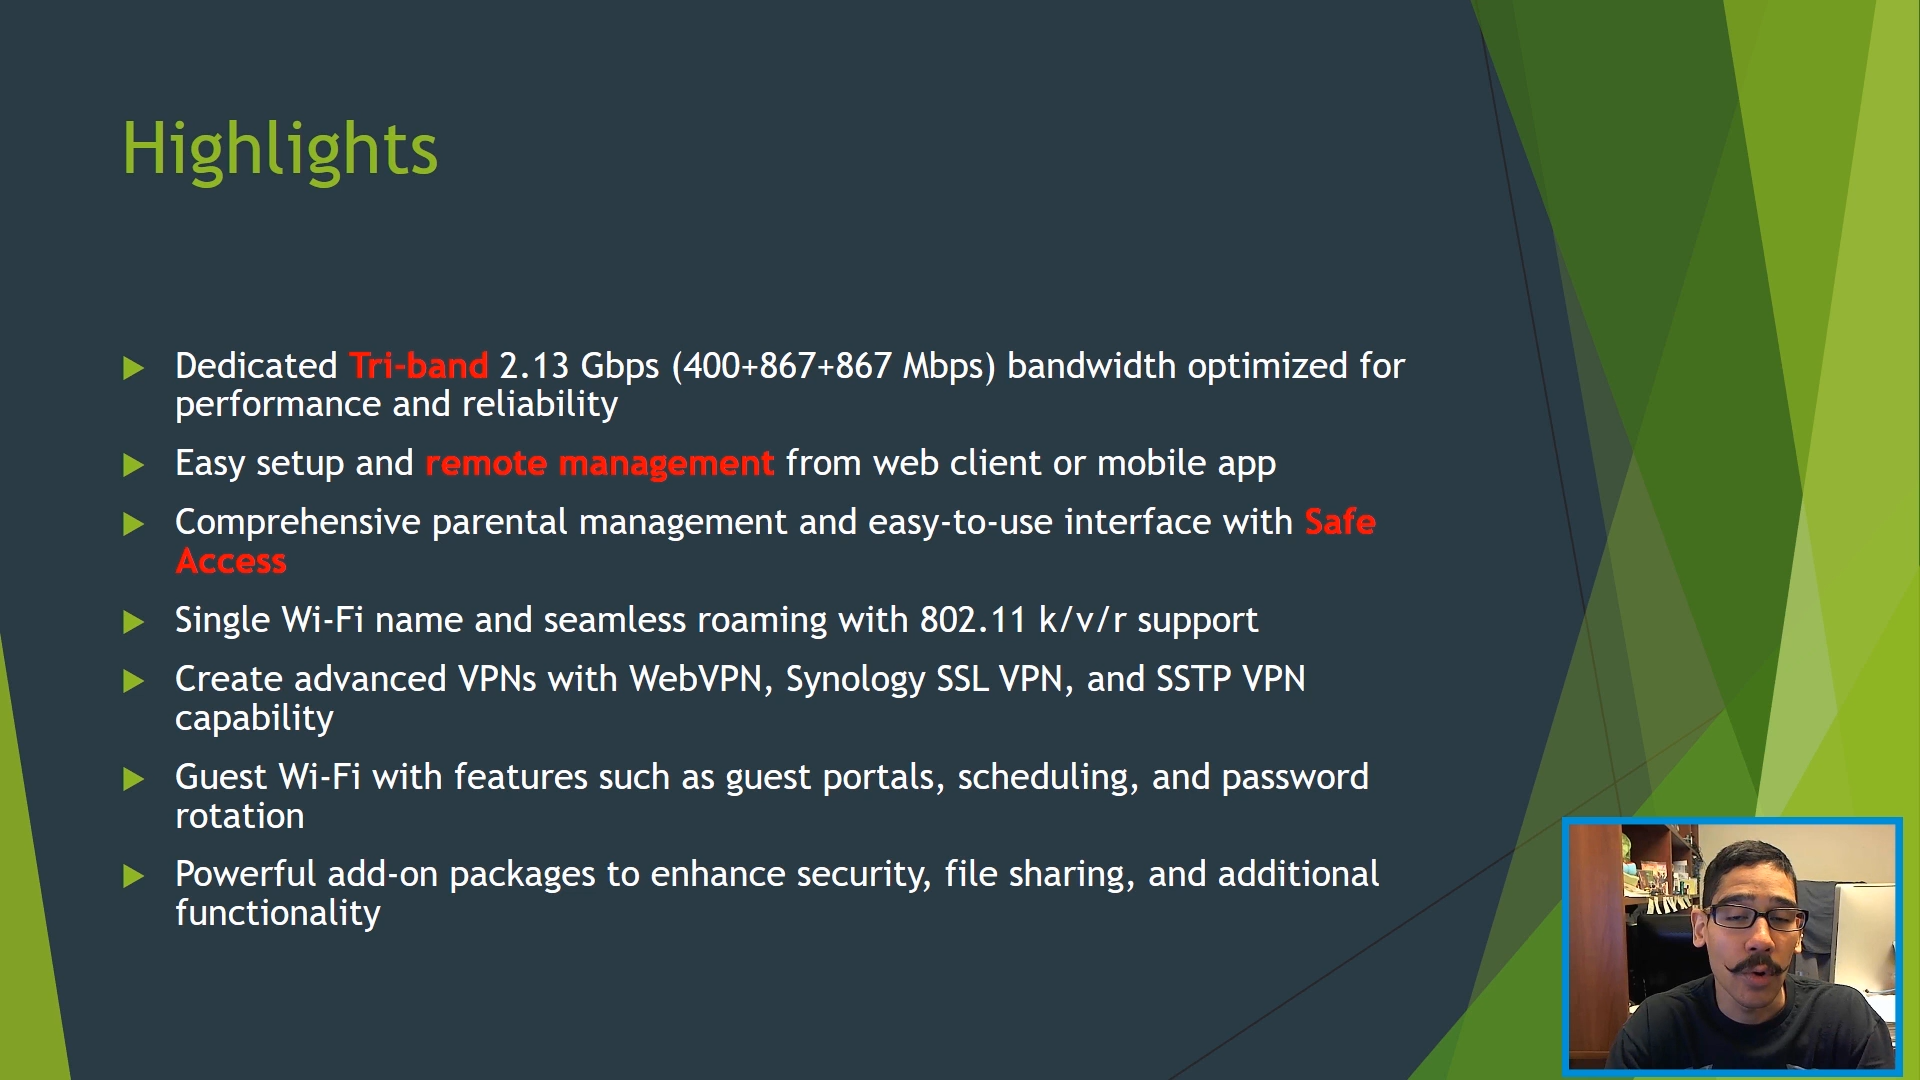 Highlights
Dedicated Tri-band 2.13 Gbps (400+867+867 Mbps) bandwidth optimized for
performance and reliability
Easy setup and remote management from web client or mobile app
Comprehensive parental management and easy-to-use interface with Safe
Access
Single Wi-Fi name and seamless roaming with 802.11 k/v/r support
Create advanced VPNs with WebVPN, Synology SSL VPN, and SSTP VPN
capability
Guest Wi-Fi with features such as guest portals, scheduling, and password
rotation
Powerful add-on packages to enhance security, file sharing, and additional
functionality